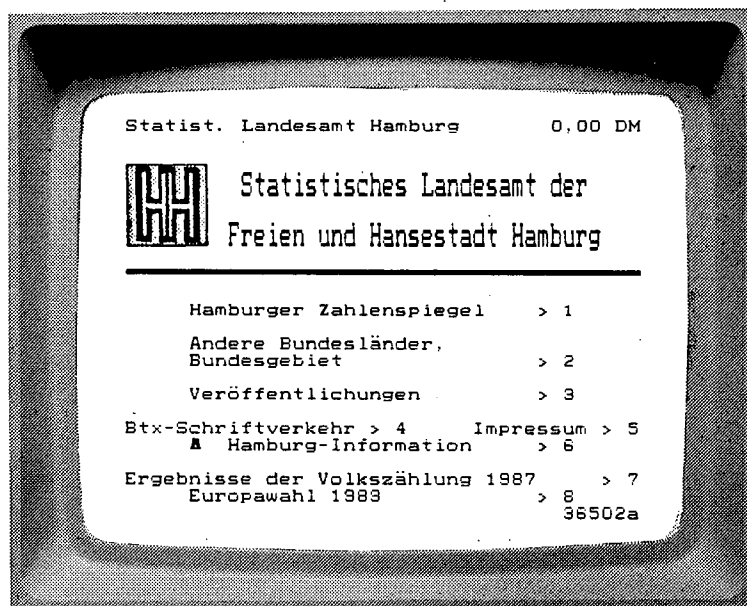 Statist. Landesamt Hamburg 0,00 DM
HH Statistisches Landesamt der
Freien und Hansestadt Hamburg
Hamburger Zahlenspiegel > 1
Andere Bundesländer,
Bundesgebiet > 2
Veröffentlichungen > 3
Btx-Schriftverkehr > 4 Impressum > 5
A Hamburg-Information > 6
Ergebnisse der Volkszählung 1987 > 7
Europawahl 1989 > 8
36502a